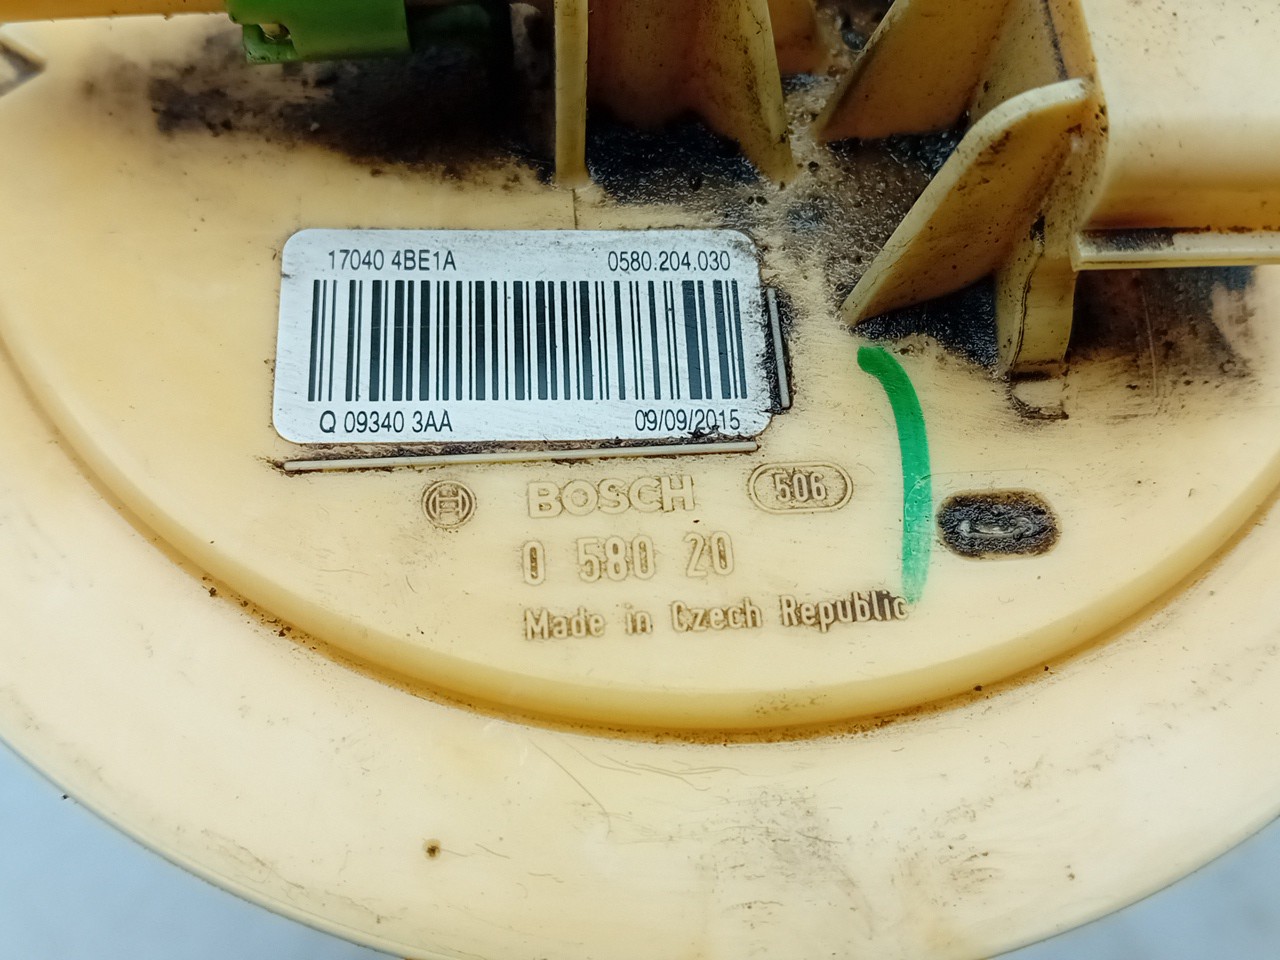 17040 4BE1A 0580.204.030
Q 09340 3AA 09/09/2015
BOSCH 506
0 580 20
Made in Czech Republic